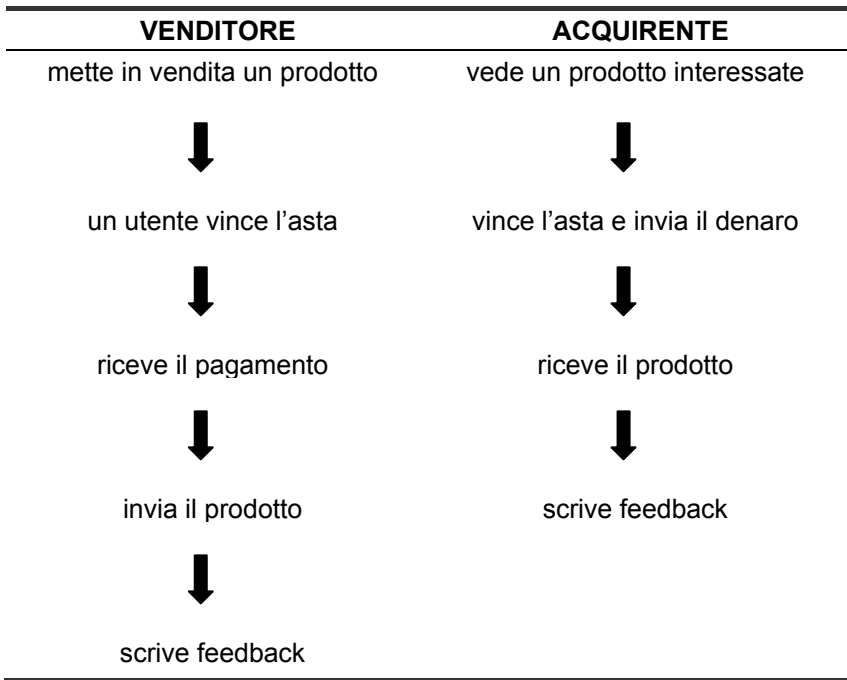 VENDITORE ACQUIRENTE
mette in vendita un prodotto vede un prodotto interessate
un utente vince l’asta vince l’asta e invia il denaro
riceve il pagamento riceve il prodotto
invia il prodotto scrive feedback
scrive feedback